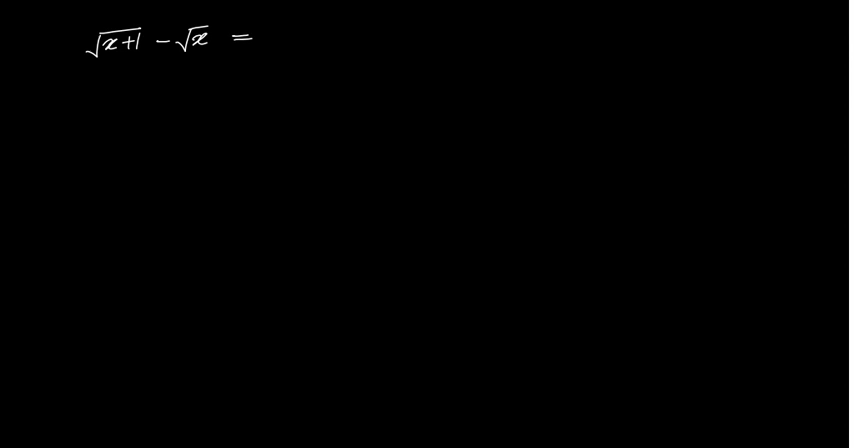 √(x+1) − √x =